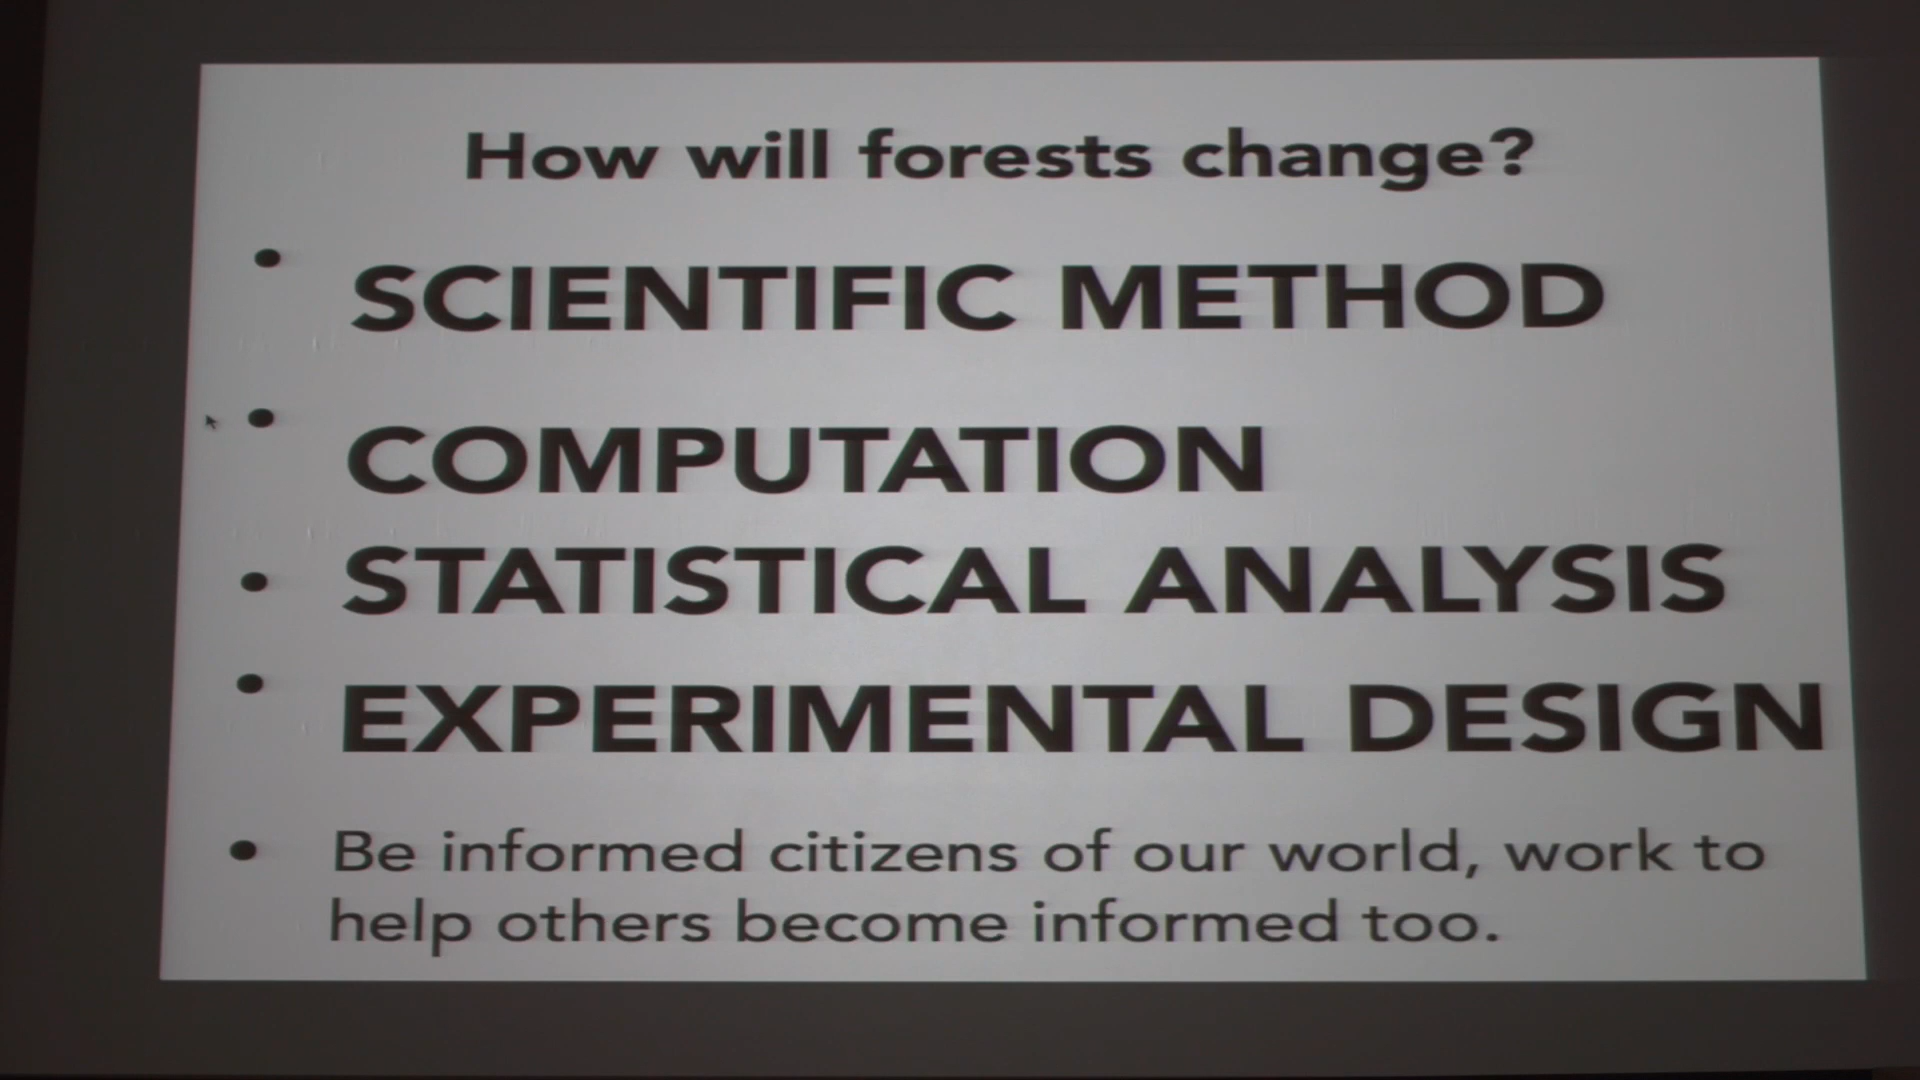 How will forests change?
• SCIENTIFIC METHOD
• COMPUTATION
• STATISTICAL ANALYSIS
• EXPERIMENTAL DESIGN
• Be informed citizens of our world, work to
help others become informed too.